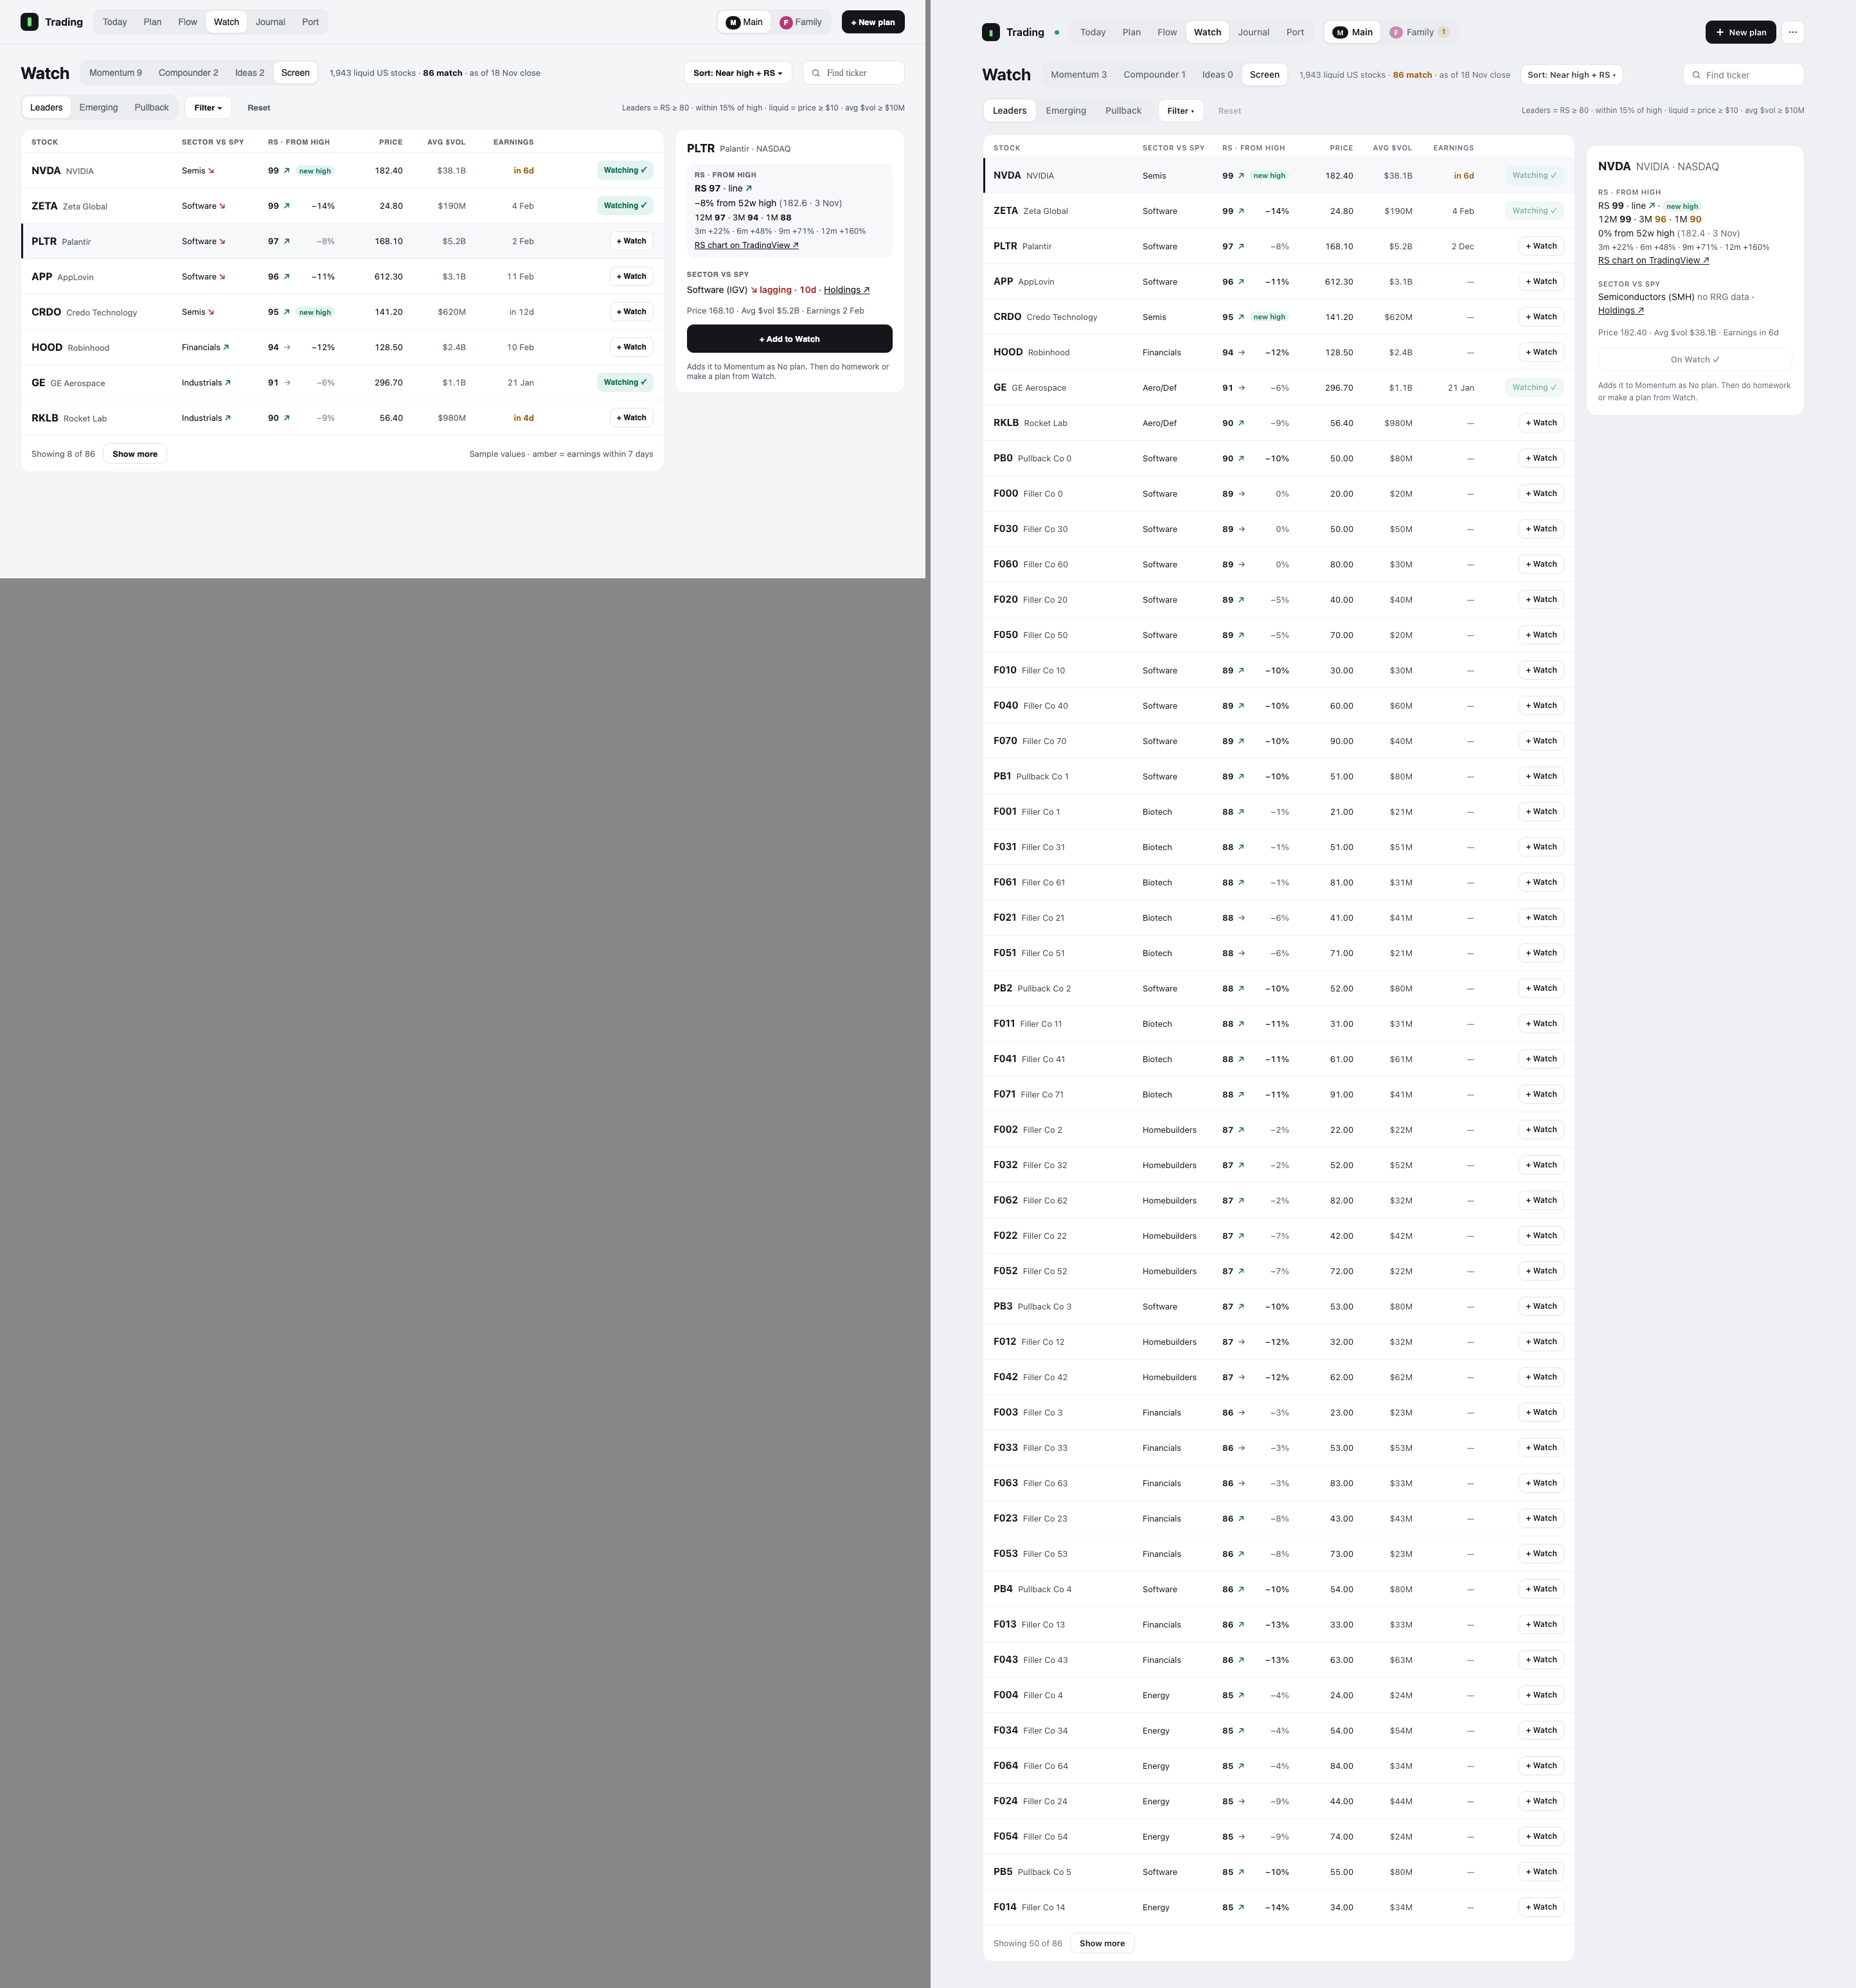 Trading Today Plan Flow Watch Journal Port M Main F Family + New plan
Watch Momentum 9 Compounder 2 Ideas 2 Screen 1,943 liquid US stocks · 86 match · as of 18 Nov close Sort: Near high + RS Find ticker
Leaders Emerging Pullback Filter Reset Leaders = RS ≥ 80 · within 15% of high · liquid = price ≥ $10 · avg $vol ≥ $10M
STOCK SECTOR VS SPY RS · FROM HIGH PRICE AVG $VOL EARNINGS
NVDA NVIDIA Semis ↘ 99 ↗ new high 182.40 $38.1B in 6d Watching ✓
ZETA Zeta Global Software ↘ 99 ↗ −14% 24.80 $190M 4 Feb Watching ✓
PLTR Palantir Software ↘ 97 ↗ −8% 168.10 $5.2B 2 Feb + Watch
APP AppLovin Software ↘ 96 ↗ −11% 612.30 $3.1B 11 Feb + Watch
CRDO Credo Technology Semis ↘ 95 ↗ new high 141.20 $620M in 12d + Watch
HOOD Robinhood Financials ↗ 94 → −12% 128.50 $2.4B 10 Feb + Watch
GE GE Aerospace Industrials ↗ 91 → −6% 296.70 $1.1B 21 Jan Watching ✓
RKLB Rocket Lab Industrials ↗ 90 ↗ −9% 56.40 $980M in 4d + Watch
Showing 8 of 86 Show more Sample values · amber = earnings within 7 days
PLTR Palantir · NASDAQ
RS · FROM HIGH
RS 97 · line ↗
−8% from 52w high (182.6 · 3 Nov)
12M 97 · 3M 94 · 1M 88
3m +22% · 6m +48% · 9m +71% · 12m +160%
RS chart on TradingView ↗
SECTOR VS SPY
Software (IGV) ↘ lagging · 10d · Holdings ↗
Price 168.10 · Avg $vol $5.2B · Earnings 2 Feb
+ Add to Watch
Adds it to Momentum as No plan. Then do homework or
make a plan from Watch.
Trading Today Plan Flow Watch Journal Port M Main F Family 1 + New plan ···
Watch Momentum 3 Compounder 1 Ideas 0 Screen 1,943 liquid US stocks · 86 match · as of 18 Nov close Sort: Near high + RS Find ticker
Leaders Emerging Pullback Filter Reset Leaders = RS ≥ 80 · within 15% of high · liquid = price ≥ $10 · avg $vol ≥ $10M
STOCK SECTOR VS SPY RS · FROM HIGH PRICE AVG $VOL EARNINGS
NVDA NVIDIA Semis 99 ↗ new high 182.40 $38.1B in 6d Watching ✓
ZETA Zeta Global Software 99 ↗ −14% 24.80 $190M 4 Feb Watching ✓
PLTR Palantir Software 97 ↗ −8% 168.10 $5.2B 2 Dec + Watch
APP AppLovin Software 96 ↗ −11% 612.30 $3.1B — + Watch
CRDO Credo Technology Semis 95 ↗ new high 141.20 $620M — + Watch
HOOD Robinhood Financials 94 → −12% 128.50 $2.4B — + Watch
GE GE Aerospace Aero/Def 91 → −6% 296.70 $1.1B 21 Jan Watching ✓
RKLB Rocket Lab Aero/Def 90 ↗ −9% 56.40 $980M — + Watch
PB0 Pullback Co 0 Software 90 ↗ −10% 50.00 $80M — + Watch
F000 Filler Co 0 Software 89 → 0% 20.00 $20M — + Watch
F030 Filler Co 30 Software 89 → 0% 50.00 $50M — + Watch
F060 Filler Co 60 Software 89 → 0% 80.00 $30M — + Watch
F020 Filler Co 20 Software 89 ↗ −5% 40.00 $40M — + Watch
F050 Filler Co 50 Software 89 ↗ −5% 70.00 $20M — + Watch
F010 Filler Co 10 Software 89 ↗ −10% 30.00 $30M — + Watch
F040 Filler Co 40 Software 89 ↗ −10% 60.00 $60M — + Watch
F070 Filler Co 70 Software 89 ↗ −10% 90.00 $40M — + Watch
PB1 Pullback Co 1 Software 89 ↗ −10% 51.00 $80M — + Watch
F001 Filler Co 1 Biotech 88 ↗ −1% 21.00 $21M — + Watch
F031 Filler Co 31 Biotech 88 ↗ −1% 51.00 $51M — + Watch
F061 Filler Co 61 Biotech 88 ↗ −1% 81.00 $31M — + Watch
F021 Filler Co 21 Biotech 88 → −6% 41.00 $41M — + Watch
F051 Filler Co 51 Biotech 88 → −6% 71.00 $21M — + Watch
PB2 Pullback Co 2 Software 88 ↗ −10% 52.00 $80M — + Watch
F011 Filler Co 11 Biotech 88 ↗ −11% 31.00 $31M — + Watch
F041 Filler Co 41 Biotech 88 ↗ −11% 61.00 $61M — + Watch
F071 Filler Co 71 Biotech 88 ↗ −11% 91.00 $41M — + Watch
F002 Filler Co 2 Homebuilders 87 ↗ −2% 22.00 $22M — + Watch
F032 Filler Co 32 Homebuilders 87 ↗ −2% 52.00 $52M — + Watch
F062 Filler Co 62 Homebuilders 87 ↗ −2% 82.00 $32M — + Watch
F022 Filler Co 22 Homebuilders 87 ↗ −7% 42.00 $42M — + Watch
F052 Filler Co 52 Homebuilders 87 ↗ −7% 72.00 $22M — + Watch
PB3 Pullback Co 3 Software 87 ↗ −10% 53.00 $80M — + Watch
F012 Filler Co 12 Homebuilders 87 → −12% 32.00 $32M — + Watch
F042 Filler Co 42 Homebuilders 87 → −12% 62.00 $62M — + Watch
F003 Filler Co 3 Financials 86 → −3% 23.00 $23M — + Watch
F033 Filler Co 33 Financials 86 → −3% 53.00 $53M — + Watch
F063 Filler Co 63 Financials 86 → −3% 83.00 $33M — + Watch
F023 Filler Co 23 Financials 86 ↗ −8% 43.00 $43M — + Watch
F053 Filler Co 53 Financials 86 ↗ −8% 73.00 $23M — + Watch
PB4 Pullback Co 4 Software 86 ↗ −10% 54.00 $80M — + Watch
F013 Filler Co 13 Financials 86 ↗ −13% 33.00 $33M — + Watch
F043 Filler Co 43 Financials 86 ↗ −13% 63.00 $63M — + Watch
F004 Filler Co 4 Energy 85 ↗ −4% 24.00 $24M — + Watch
F034 Filler Co 34 Energy 85 ↗ −4% 54.00 $54M — + Watch
F064 Filler Co 64 Energy 85 ↗ −4% 84.00 $34M — + Watch
F024 Filler Co 24 Energy 85 → −9% 44.00 $44M — + Watch
F054 Filler Co 54 Energy 85 → −9% 74.00 $24M — + Watch
PB5 Pullback Co 5 Software 85 ↗ −10% 55.00 $80M — + Watch
F014 Filler Co 14 Energy 85 ↗ −14% 34.00 $34M — + Watch
Showing 50 of 86 Show more
NVDA NVIDIA · NASDAQ
RS · FROM HIGH
RS 99 · line ↗ · new high
12M 99 · 3M 96 · 1M 90
0% from 52w high (182.4 · 3 Nov)
3m +22% · 6m +48% · 9m +71% · 12m +160%
RS chart on TradingView ↗
SECTOR VS SPY
Semiconductors (SMH) no RRG data ·
Holdings ↗
Price 182.40 · Avg $vol $38.1B · Earnings in 6d
On Watch ✓
Adds it to Momentum as No plan. Then do homework
or make a plan from Watch.